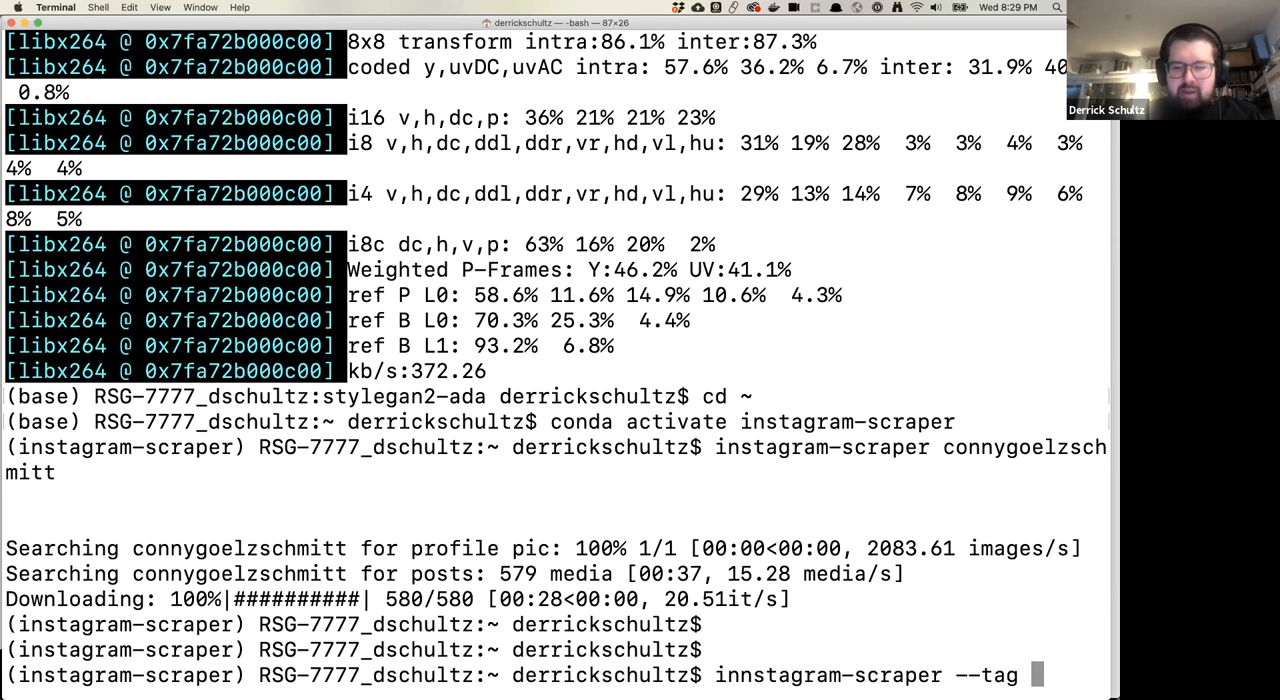 Terminal Shell Edit View Window Help Wed 8:29 PM
derrickschultz — -bash — 87×26
[libx264 @ 0x7fa72b000c00] 8x8 transform intra:86.1% inter:87.3%
[libx264 @ 0x7fa72b000c00] coded y,uvDC,uvAC intra: 57.6% 36.2% 6.7% inter: 31.9% 40
0.8%
Derrick Schultz
[libx264 @ 0x7fa72b000c00] i16 v,h,dc,p: 36% 21% 21% 23%
[libx264 @ 0x7fa72b000c00] i8 v,h,dc,ddl,ddr,vr,hd,vl,hu: 31% 19% 28% 3% 3% 4% 3%
4% 4%
[libx264 @ 0x7fa72b000c00] i4 v,h,dc,ddl,ddr,vr,hd,vl,hu: 29% 13% 14% 7% 8% 9% 6%
8% 5%
[libx264 @ 0x7fa72b000c00] i8c dc,h,v,p: 63% 16% 20% 2%
[libx264 @ 0x7fa72b000c00] Weighted P-Frames: Y:46.2% UV:41.1%
[libx264 @ 0x7fa72b000c00] ref P L0: 58.6% 11.6% 14.9% 10.6% 4.3%
[libx264 @ 0x7fa72b000c00] ref B L0: 70.3% 25.3% 4.4%
[libx264 @ 0x7fa72b000c00] ref B L1: 93.2% 6.8%
[libx264 @ 0x7fa72b000c00] kb/s:372.26
(base) RSG-7777_dschultz:stylegan2-ada derrickschultz$ cd ~
(base) RSG-7777_dschultz:~ derrickschultz$ conda activate instagram-scraper
(instagram-scraper) RSG-7777_dschultz:~ derrickschultz$ instagram-scraper connygoelzsch
mitt
Searching connygoelzschmitt for profile pic: 100% 1/1 [00:00<00:00, 2083.61 images/s]
Searching connygoelzschmitt for posts: 579 media [00:37, 15.28 media/s]
Downloading: 100%|##########| 580/580 [00:28<00:00, 20.51it/s]
(instagram-scraper) RSG-7777_dschultz:~ derrickschultz$
(instagram-scraper) RSG-7777_dschultz:~ derrickschultz$
(instagram-scraper) RSG-7777_dschultz:~ derrickschultz$ innstagram-scraper --tag